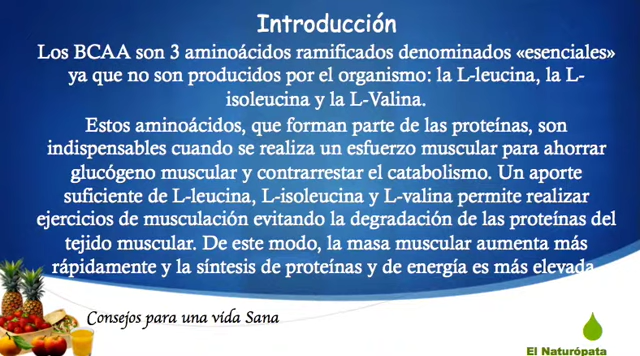 Introducción
Los BCAA son 3 aminoácidos ramificados denominados «esenciales»
ya que no son producidos por el organismo: la L-leucina, la L-
isoleucina y la L-Valina.
Estos aminoácidos, que forman parte de las proteínas, son
indispensables cuando se realiza un esfuerzo muscular para ahorrar
glucógeno muscular y contrarrestar el catabolismo. Un aporte
suficiente de L-leucina, L-isoleucina y L-valina permite realizar
ejercicios de musculación evitando la degradación de las proteínas del
tejido muscular. De este modo, la masa muscular aumenta más
rápidamente y la síntesis de proteínas y de energía es más elevada.
Consejos para una vida Sana
El Naturópata